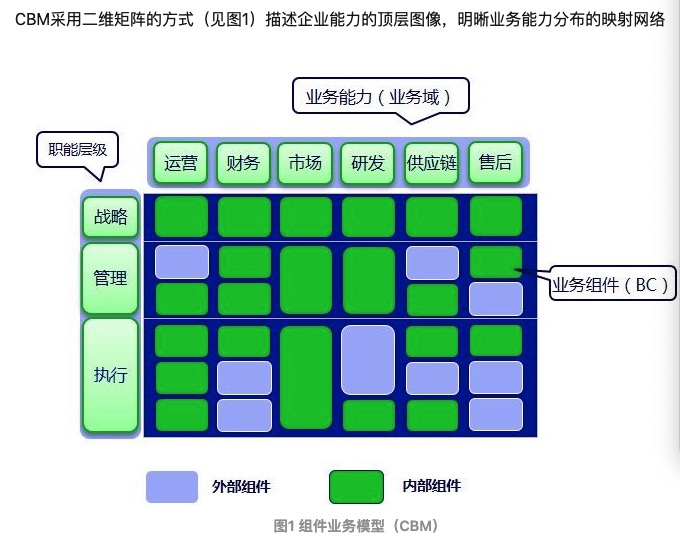 CBM采用二维矩阵的方式（见图1）描述企业能力的顶层图像，明晰业务能力分布的映射网络
业务能力（业务域）
职能层级
运营 财务 市场 研发 供应链 售后
战略
管理
业务组件（BC）
执行
外部组件 内部组件
图1 组件业务模型（CBM）